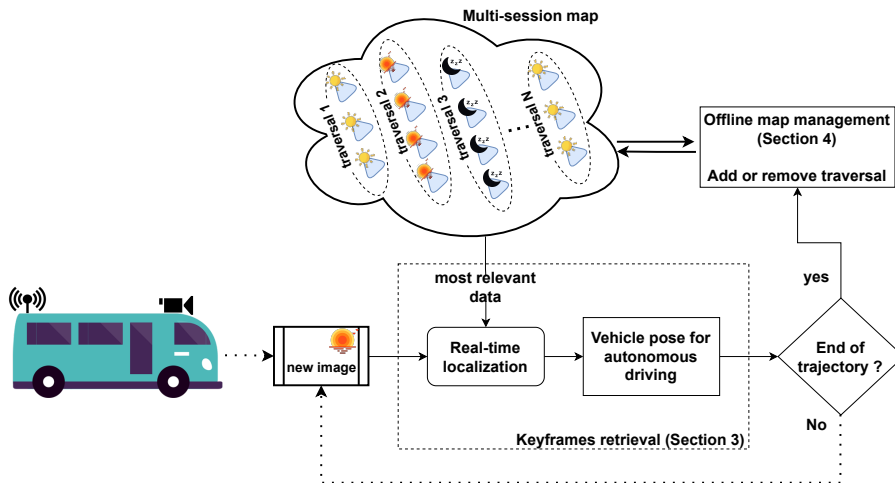 Multi-session map
traversal 1
traversal 2
traversal 3
traversal N
z z z
z z z
z z z
z z z
Offline map management
(Section 4)
Add or remove traversal
most relevant
data
yes
new image
Real-time
localization
Vehicle pose for
autonomous
driving
End of
trajectory ?
No
Keyframes retrieval (Section 3)